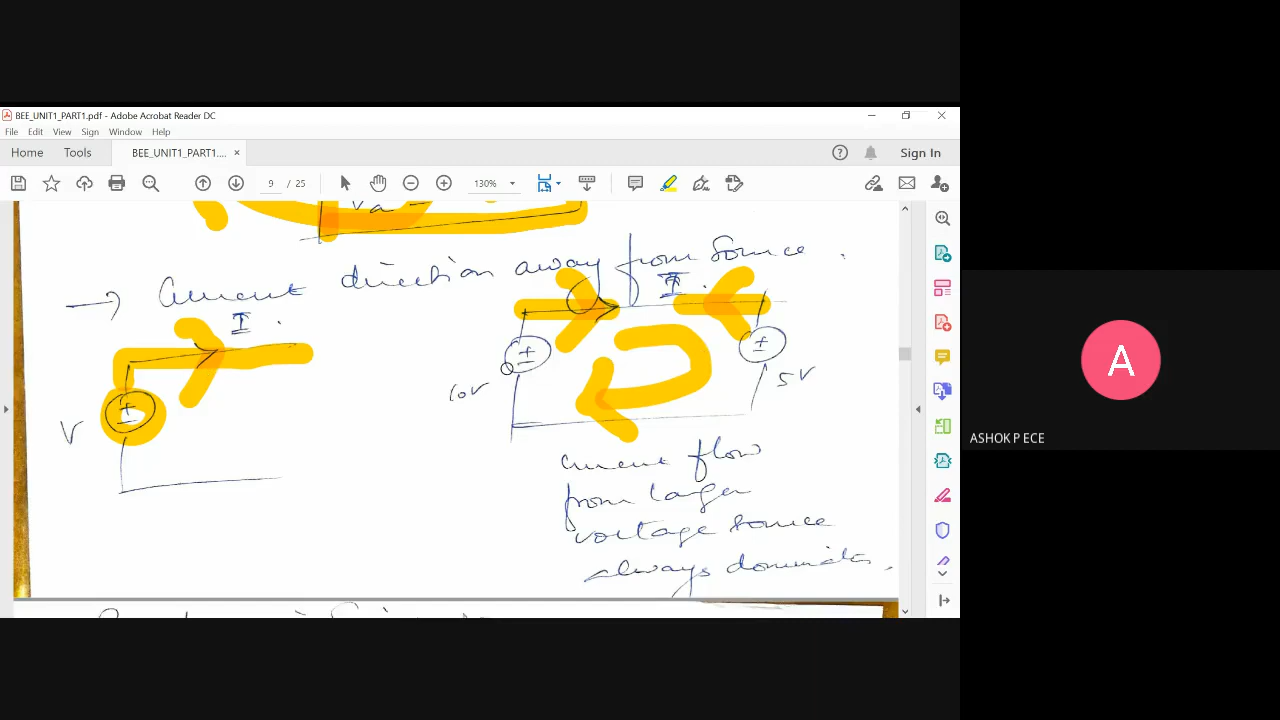 BEE_UNIT1_PART1.pdf - Adobe Acrobat Reader DC
File Edit View Sign Window Help
Home Tools BEE_UNIT1_PART1.... × Sign In
9 / 25 130%
Va -
→ Current direction away from Source.
I
I
V
10V
5V
current flow
from larger
voltage source
always dominates.
A
ASHOK P ECE